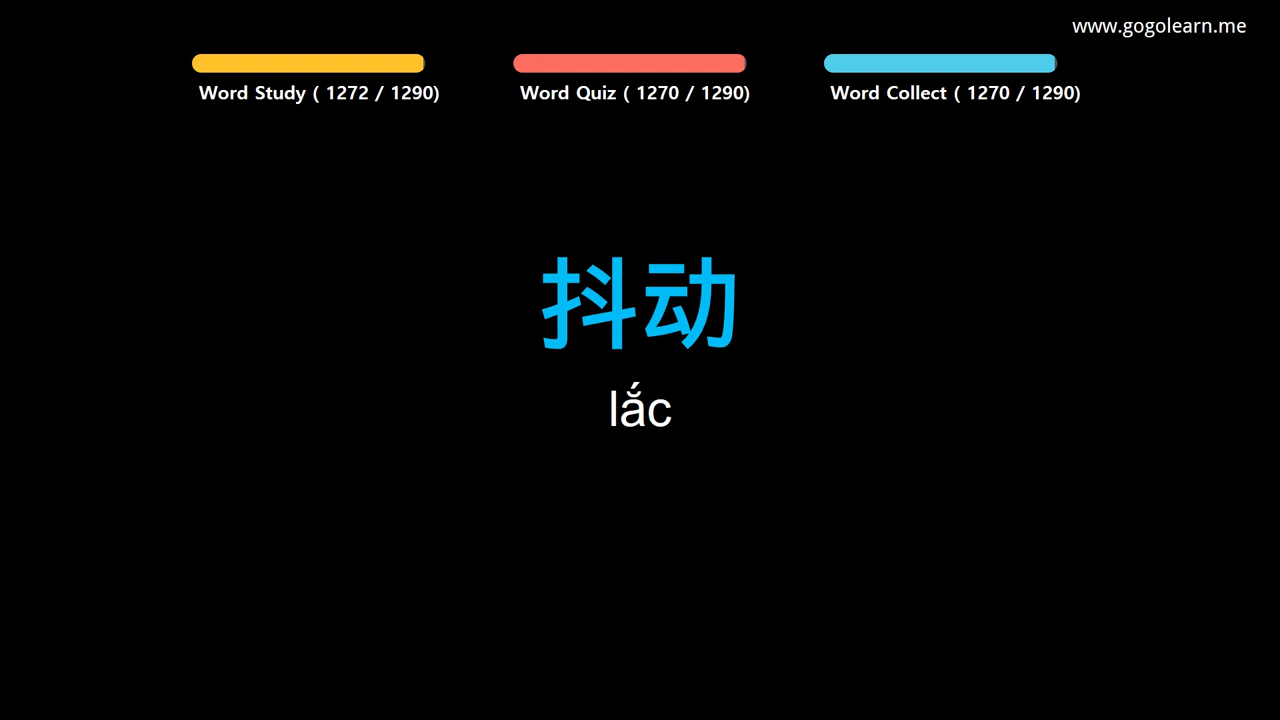 www.gogolearn.me
Word Study ( 1272 / 1290)
Word Quiz ( 1270 / 1290)
Word Collect ( 1270 / 1290)
抖动
lắc